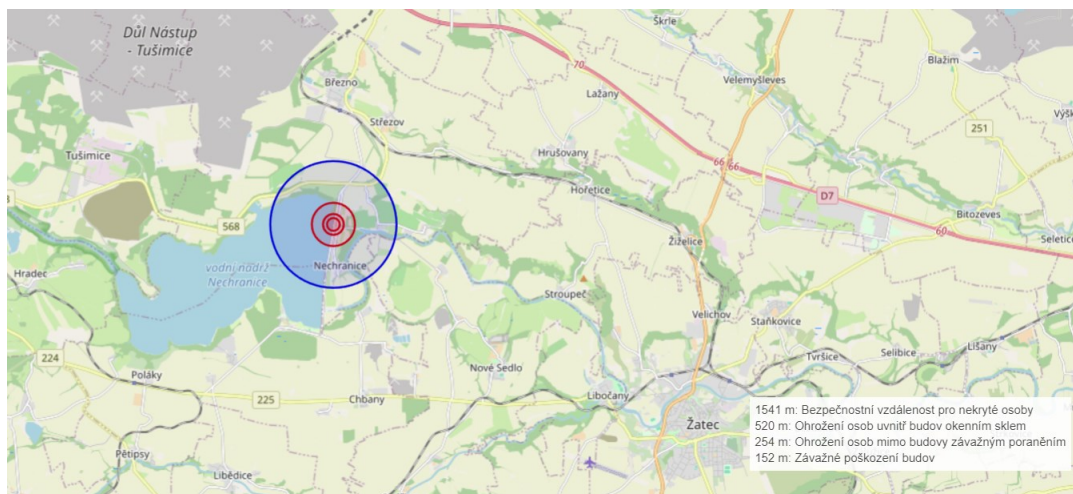 Škrle
Důl Nástup
- Tušimice
70
Blažim
Březno
Velemyšleves
Lažany
Střezov
251
Tušimice
Hrušovany
66 66
Hořetice
D7
568
Bitozeves
60
Seletice
Žiželice
Hradec
vodní nádrž
Nechranice
Nechranice
Stroupeč
Velichov
Staňkovice
224
Lišany
Tvršice
Selibice
Poláky
Nové Sedlo
225
Chbany
Libočany
Žatec
Pětipsy
Libědice
1541 m: Bezpečnostní vzdálenost pro nekryté osoby
520 m: Ohrožení osob uvnitř budov okenním sklem
254 m: Ohrožení osob mimo budovy závažným poraněním
152 m: Závažné poškození budov